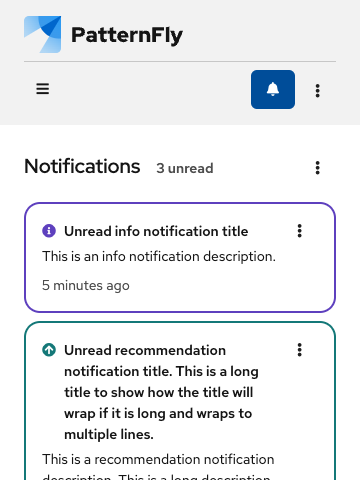 PatternFly
Notifications 3 unread
Unread info notification title
This is an info notification description.
5 minutes ago
Unread recommendation
notification title. This is a long
title to show how the title will
wrap if it is long and wraps to
multiple lines.
This is a recommendation notification
description. This is a long description